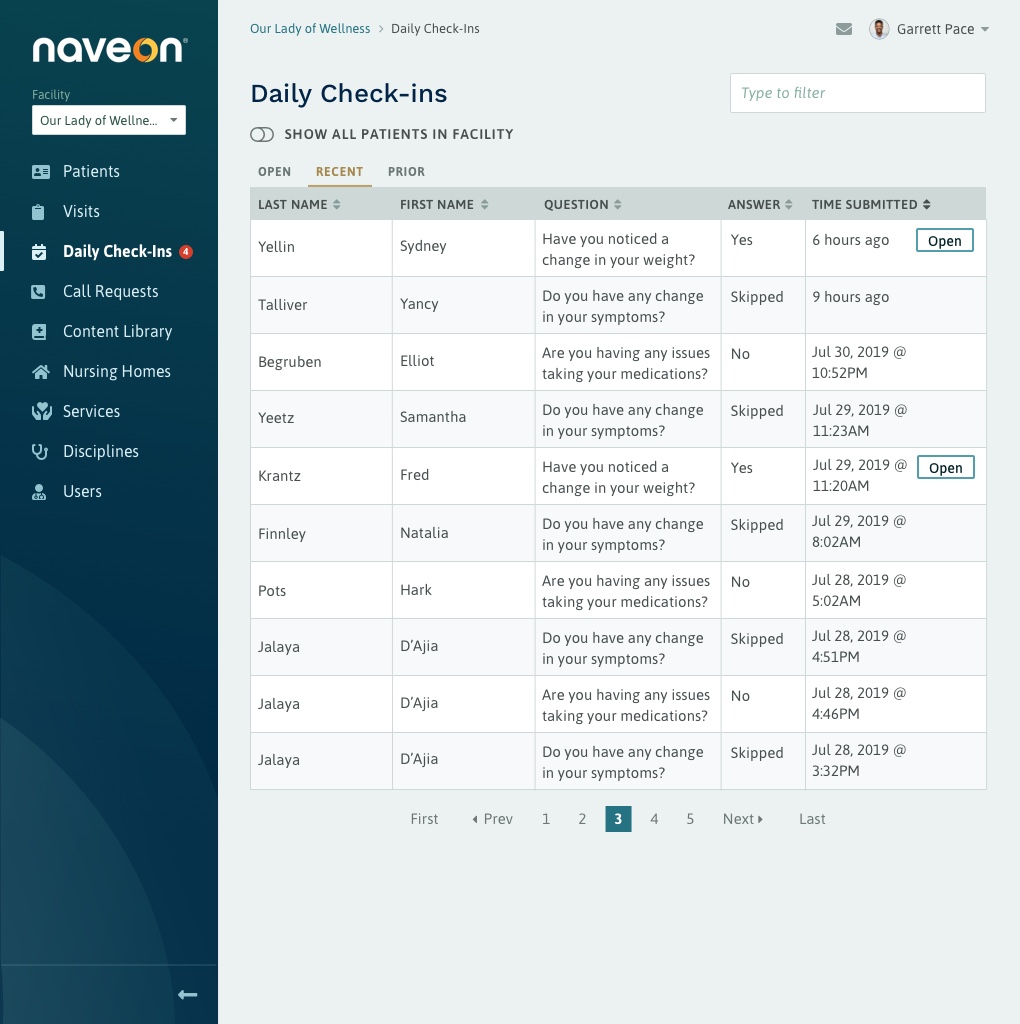 Our Lady of Wellness
Daily Check-Ins
Garrett Pace
naveon®
Facility
Our Lady of Wellne...
Patients
Visits
Daily Check-Ins 4
Call Requests
Content Library
Nursing Homes
Services
Disciplines
Users
Daily Check-ins
Type to filter
SHOW ALL PATIENTS IN FACILITY
OPEN RECENT PRIOR
LAST NAME FIRST NAME QUESTION ANSWER TIME SUBMITTED
Yellin Sydney Have you noticed a Yes 6 hours ago Open
change in your weight?
Talliver Yancy Do you have any change Skipped 9 hours ago
in your symptoms?
Begruben Elliot Are you having any issues No Jul 30, 2019 @
taking your medications? 10:52PM
Yeetz Samantha Do you have any change Skipped Jul 29, 2019 @
in your symptoms? 11:23AM
Krantz Fred Have you noticed a Yes Jul 29, 2019 @ Open
change in your weight? 11:20AM
Finnley Natalia Do you have any change Skipped Jul 29, 2019 @
in your symptoms? 8:02AM
Pots Hark Are you having any issues No Jul 28, 2019 @
taking your medications? 5:02AM
Jalaya D’Ajia Do you have any change Skipped Jul 28, 2019 @
in your symptoms? 4:51PM
Jalaya D’Ajia Are you having any issues No Jul 28, 2019 @
taking your medications? 4:46PM
Jalaya D’Ajia Do you have any change Skipped Jul 28, 2019 @
in your symptoms? 3:32PM
First Prev 1 2 3 4 5 Next Last